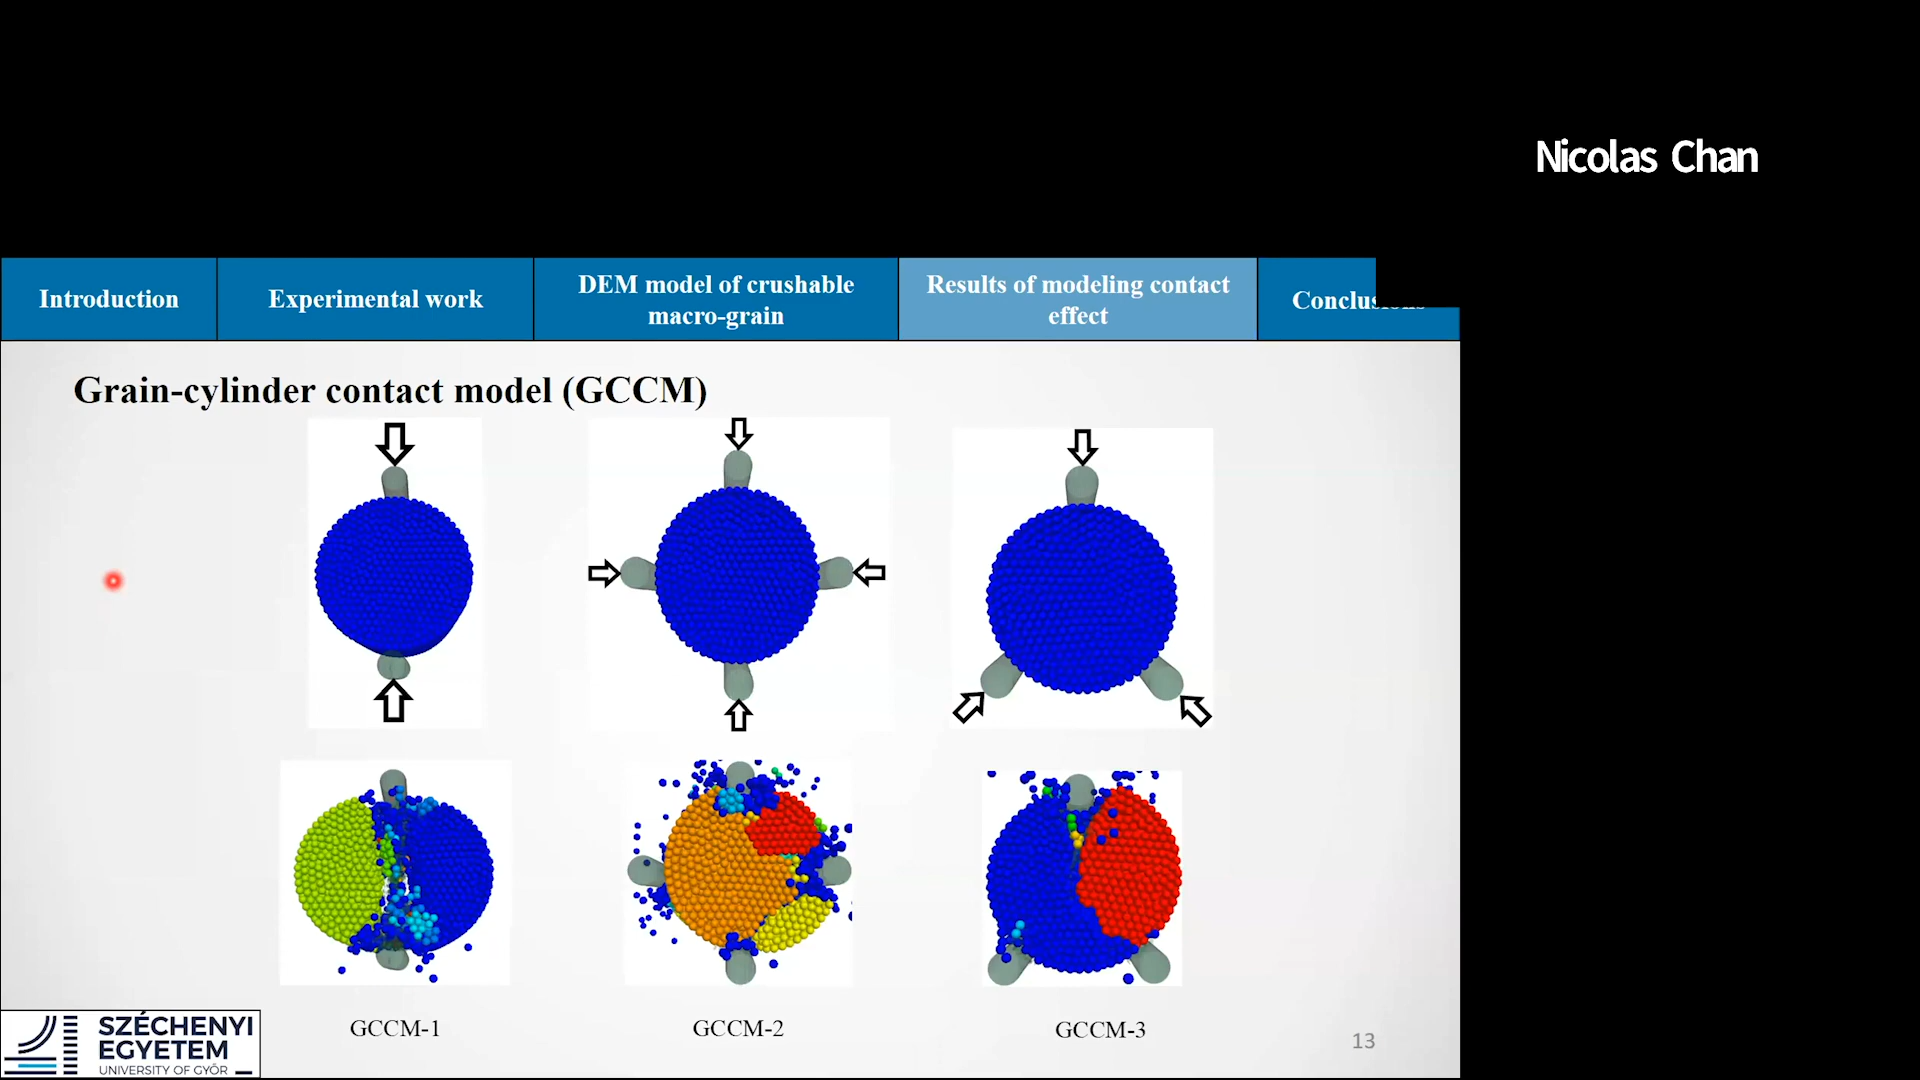 Nicolas Chan
Introduction
Experimental work
DEM model of crushable
macro-grain
Results of modeling contact
effect
Conclusions
Grain-cylinder contact model (GCCM)
GCCM-1
GCCM-2
GCCM-3
SZÉCHENYI
EGYETEM
UNIVERSITY OF GYŐR
13